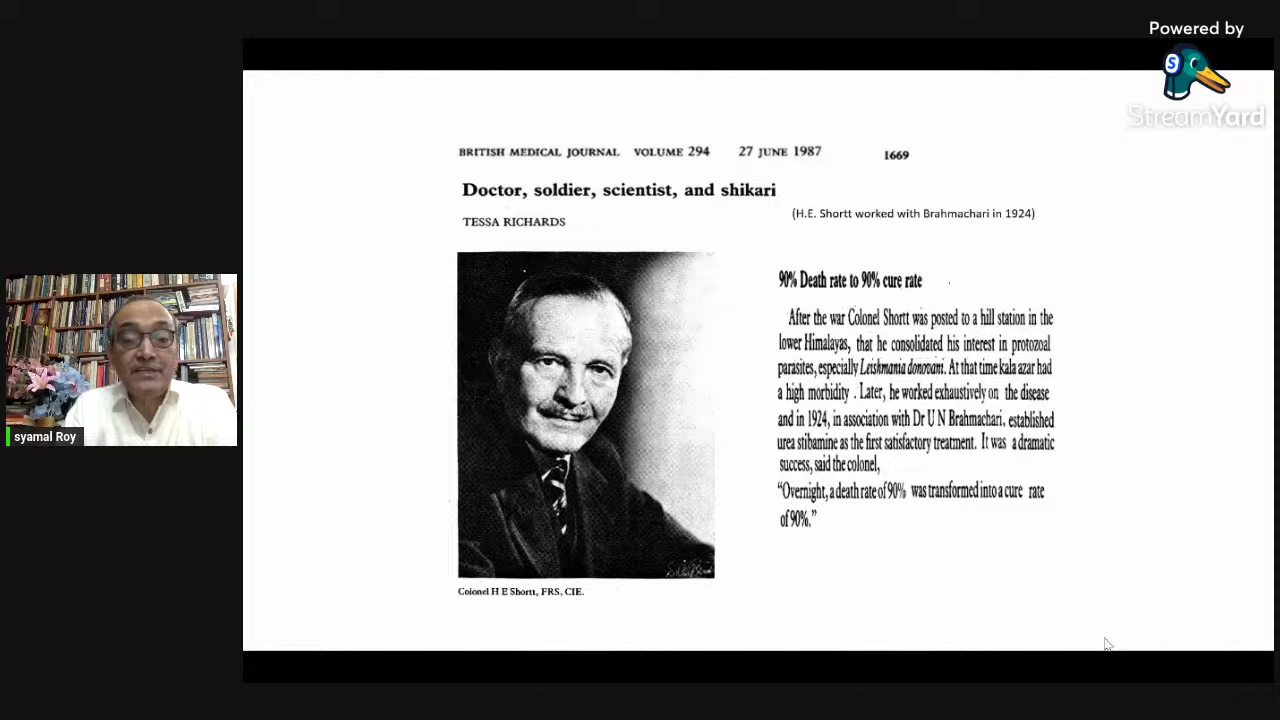 Powered by
StreamYard
BRITISH MEDICAL JOURNAL VOLUME 294 27 JUNE 1987 1669
Doctor, soldier, scientist, and shikari
(H.E. Shortt worked with Brahmachari in 1924)
TESSA RICHARDS
90% Death rate to 90% cure rate
After the war Colonel Shortt was posted to a hill station in the
lower Himalayas, that he consolidated his interest in protozoal
parasites, especially Leishmania donovani. At that time kala azar had
a high morbidity . Later, he worked exhaustively on the disease
and in 1924, in association with Dr U N Brahmachari, established
urea stibamine as the first satisfactory treatment. It was a dramatic
success, said the colonel,
“Overnight, a death rate of 90% was transformed into a cure rate
of 90%.”
Colonel H E Shortt, FRS, CIE.
syamal Roy